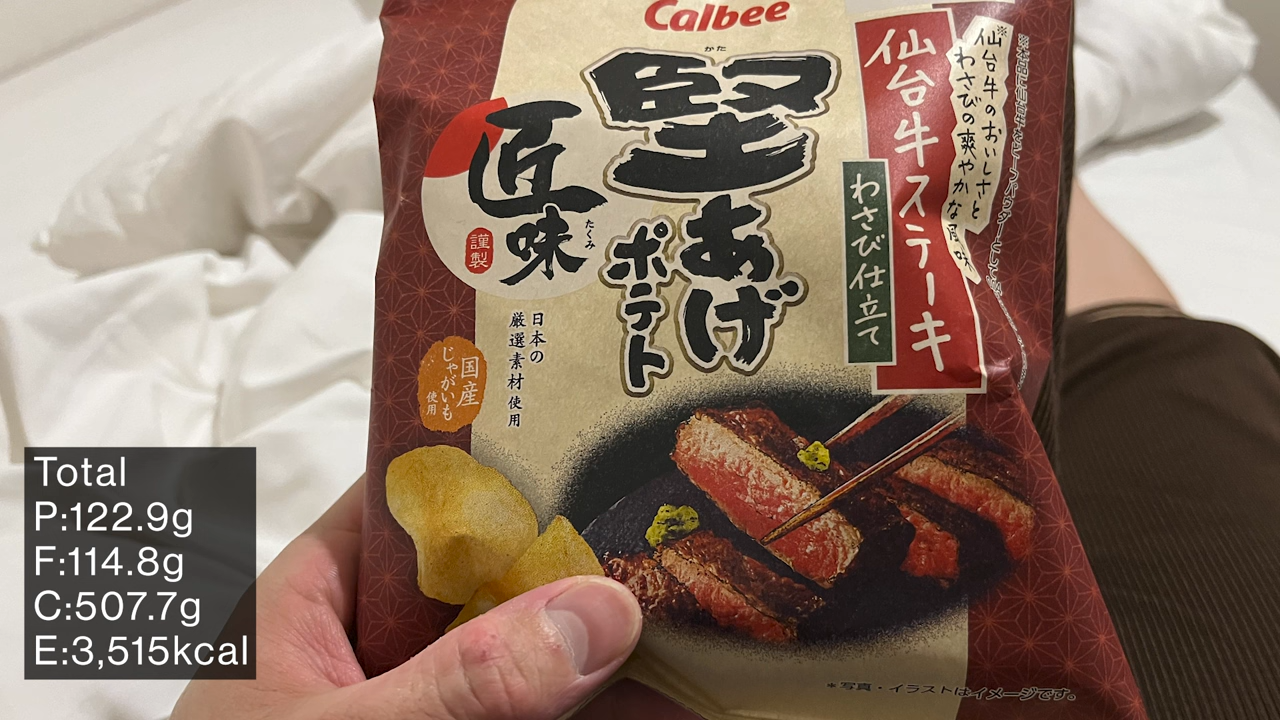 Calbee
かた
堅あげ
ポテト
匠味
たくみ
謹製
仙台牛ステーキ
わさび仕立て
※仙台牛のおいしさと
わさびの爽やかな風味
日本の
厳選素材使用
国産
じゃがいも
使用
*写真・イラストはイメージです。
Total
P:122.9g
F:114.8g
C:507.7g
E:3,515kcal